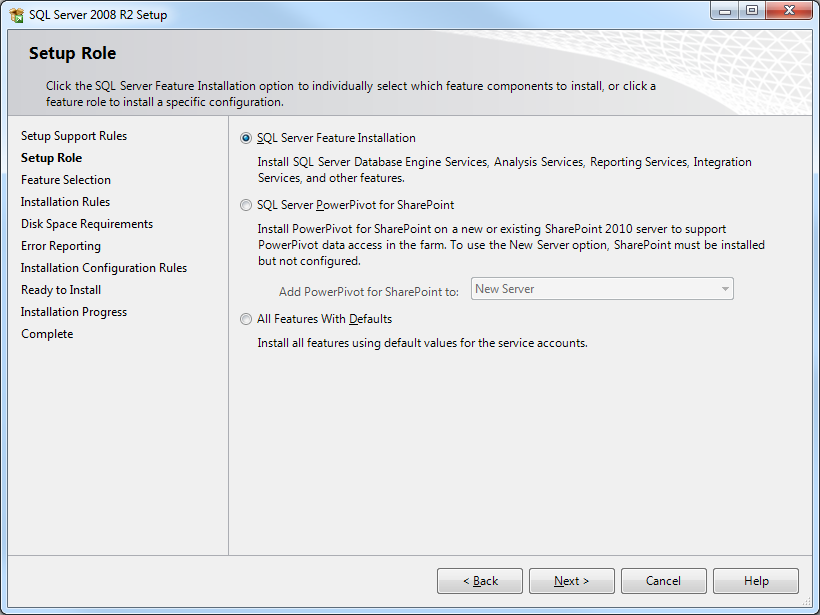 SQL Server 2008 R2 Setup
Setup Role
Click the SQL Server Feature Installation option to individually select which feature components to install, or click a
feature role to install a specific configuration.
Setup Support Rules
Setup Role
Feature Selection
Installation Rules
Disk Space Requirements
Error Reporting
Installation Configuration Rules
Ready to Install
Installation Progress
Complete
SQL Server Feature Installation
Install SQL Server Database Engine Services, Analysis Services, Reporting Services, Integration
Services, and other features.
SQL Server PowerPivot for SharePoint
Install PowerPivot for SharePoint on a new or existing SharePoint 2010 server to support
PowerPivot data access in the farm. To use the New Server option, SharePoint must be installed
but not configured.
Add PowerPivot for SharePoint to: New Server
All Features With Defaults
Install all features using default values for the service accounts.
< Back Next > Cancel Help